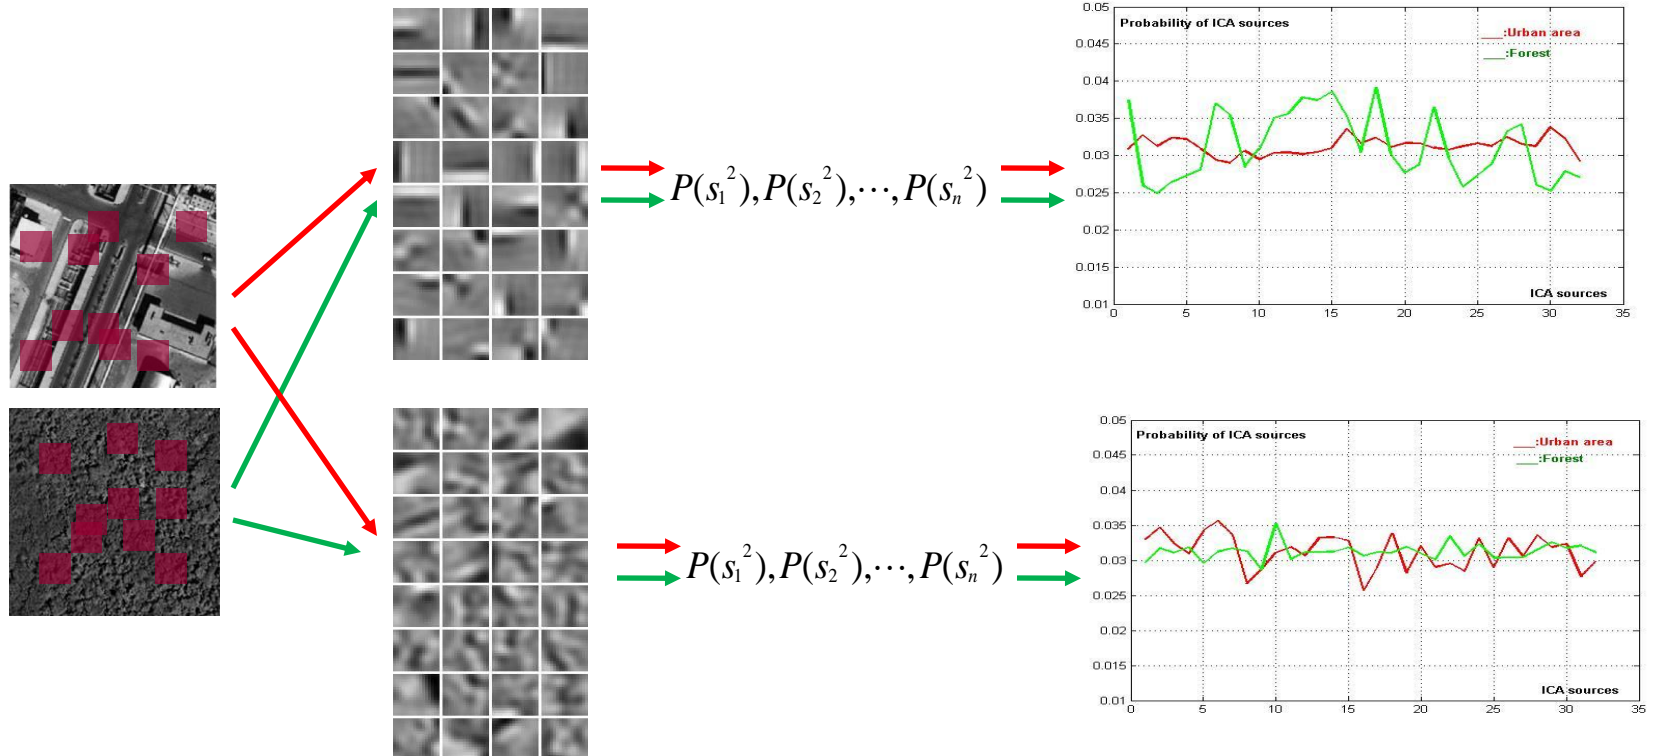 Probability of ICA sources
___:Urban area
___:Forest
0.05
0.045
0.04
0.035
0.03
0.025
0.02
0.015
0.01
ICA sources
0 5 10 15 20 25 30 35
P(s₁²), P(s₂²), ⋯, P(sₙ²)
Probability of ICA sources
___:Urban area
___:Forest
0.05
0.045
0.04
0.035
0.03
0.025
0.02
0.015
0.01
ICA sources
0 5 10 15 20 25 30 35
P(s₁²), P(s₂²), ⋯, P(sₙ²)